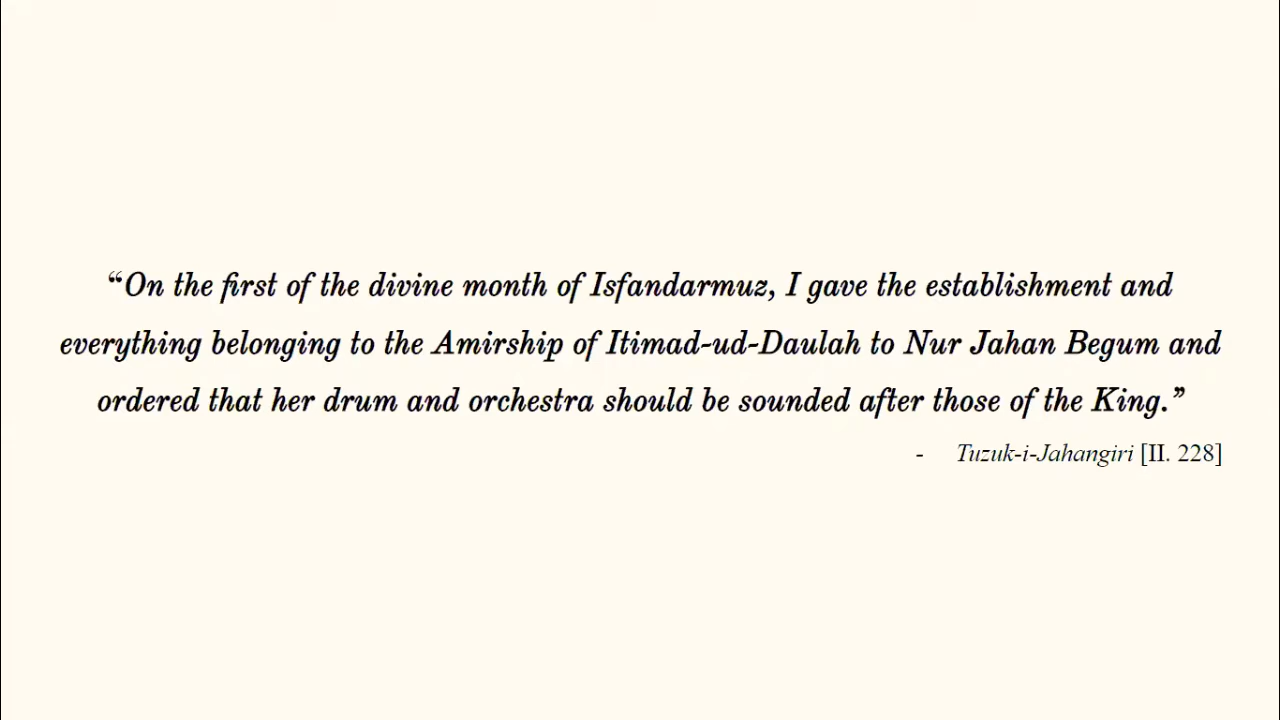 “On the first of the divine month of Isfandarmuz, I gave the establishment and
everything belonging to the Amirship of Itimad-ud-Daulah to Nur Jahan Begum and
ordered that her drum and orchestra should be sounded after those of the King.”
- Tuzuk-i-Jahangiri [II. 228]